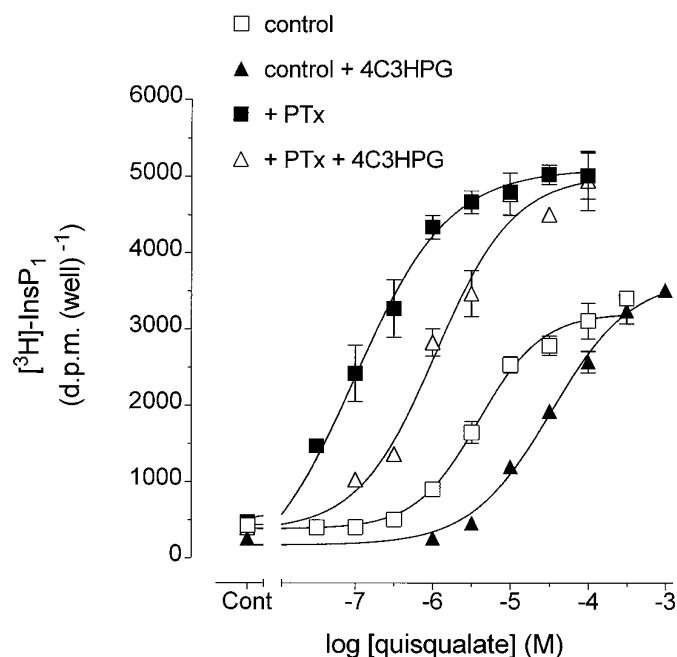 control
control + 4C3HPG
+ PTx
+ PTx + 4C3HPG
6000
5000
4000
3000
2000
1000
0
[³H]-InsP₁
(d.p.m. (well)⁻¹)
Cont
-7
-6
-5
-4
-3
log [quisqualate] (M)